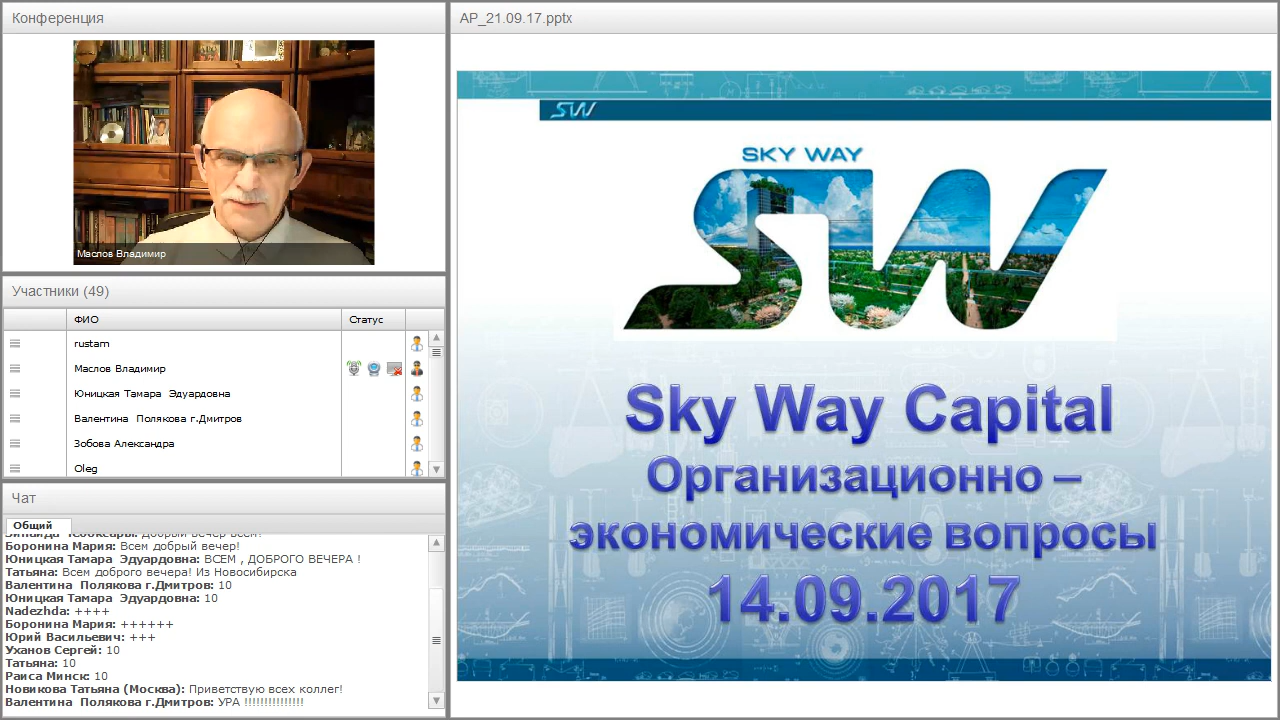 Конференция
Маслов Владимир
Участники (49)
ФИО
Статус
rustam
Маслов Владимир
Юницкая Тамара Эдуардовна
Валентина Полякова г.Дмитров
Зобова Александра
Oleg
Чат
Общий
Боронина Мария: Всем добрый вечер!
Юницкая Тамара Эдуардовна: ВСЕМ , ДОБРОГО ВЕЧЕРА !
Татьяна: Всем доброго вечера! Из Новосибирска
Валентина Полякова г.Дмитров: 10
Юницкая Тамара Эдуардовна: 10
Nadezhda: ++++
Боронина Мария: ++++++
Юрий Васильевич: +++
Уханов Сергей: 10
Татьяна: 10
Раиса Минск: 10
Новикова Татьяна (Москва): Приветствую всех коллег!
Валентина Полякова г.Дмитров: УРА !!!!!!!!!!!!!!!
AP_21.09.17.pptx
SW
SKY WAY
SW
Sky Way Capital
Организационно –
экономические вопросы
14.09.2017